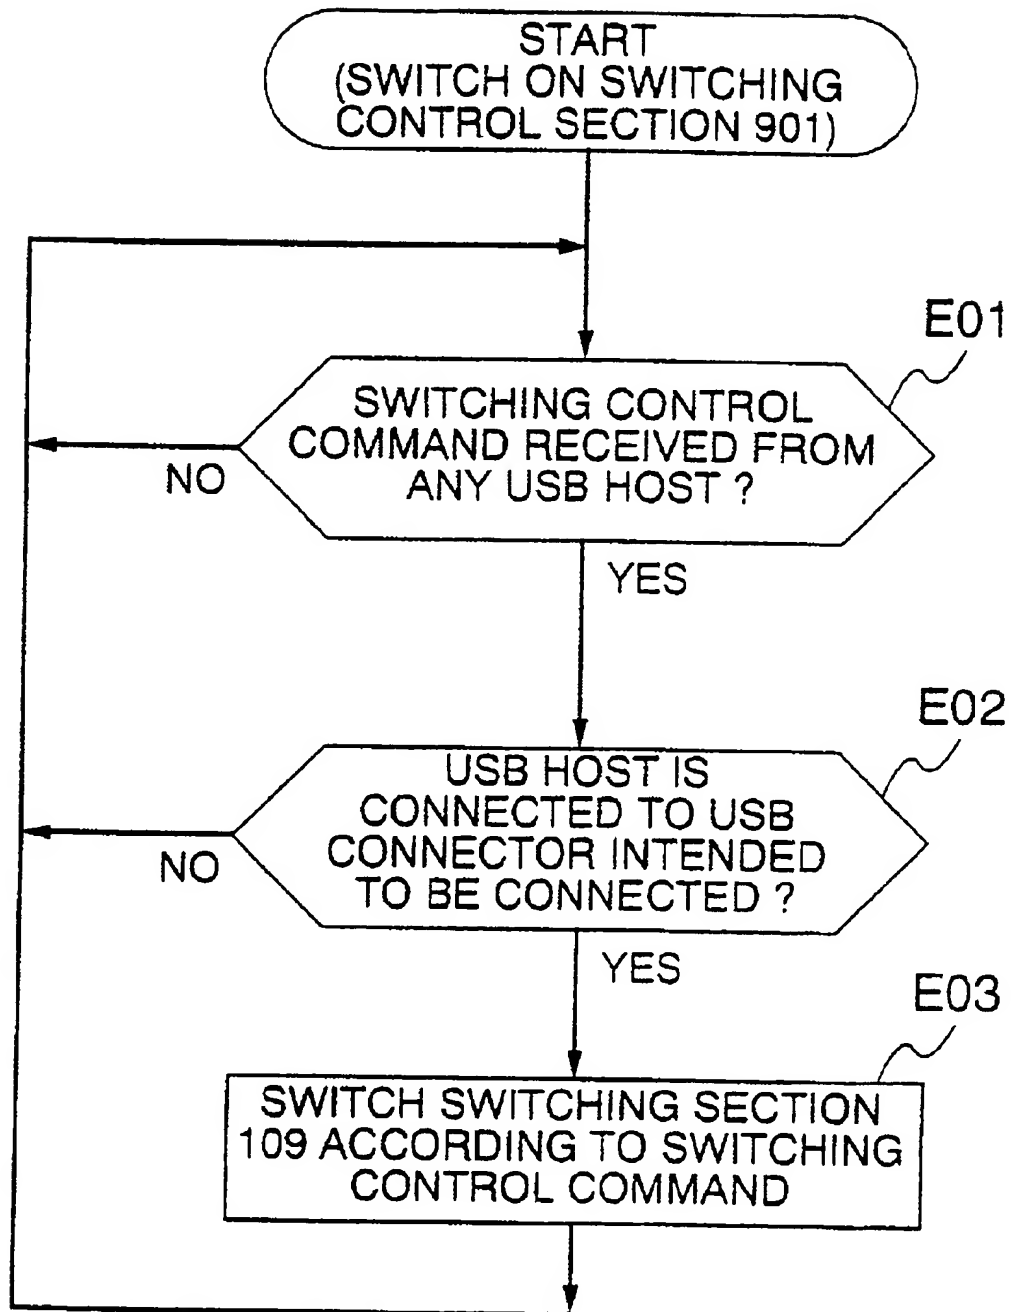 START
(SWITCH ON SWITCHING
CONTROL SECTION 901)
E01
SWITCHING CONTROL
COMMAND RECEIVED FROM
ANY USB HOST ?
NO
YES
E02
USB HOST IS
CONNECTED TO USB
CONNECTOR INTENDED
TO BE CONNECTED ?
NO
YES
E03
SWITCH SWITCHING SECTION
109 ACCORDING TO SWITCHING
CONTROL COMMAND